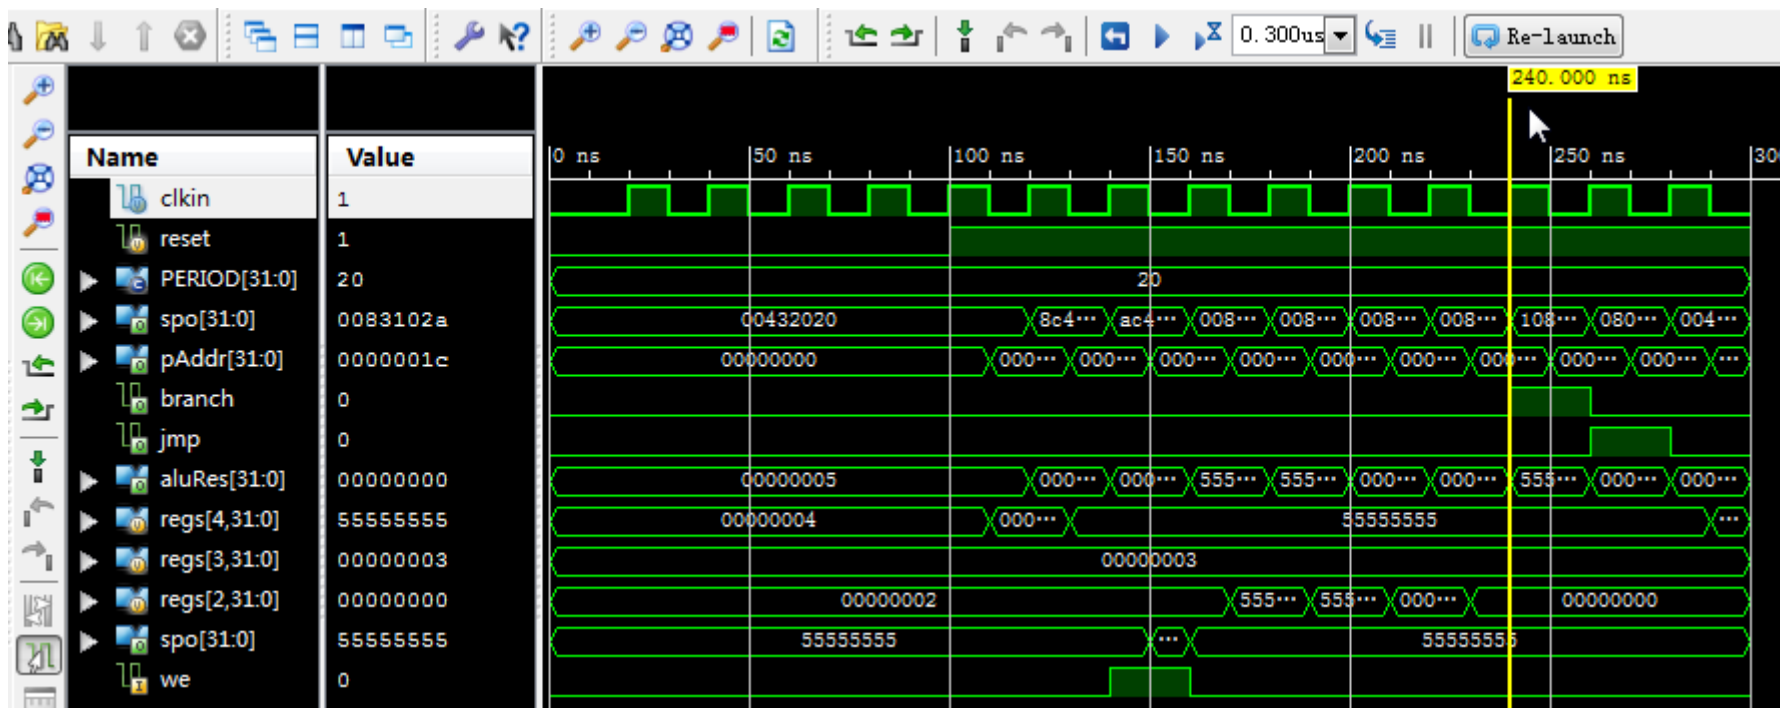 0.300us Re-launch
240.000 ns
Name Value 0 ns 50 ns 100 ns 150 ns 200 ns 250 ns 300
clkin 1
reset 1
PERIOD[31:0] 20 20
spo[31:0] 0083102a 00432020 8c4··· ac4··· 008··· 008··· 008··· 008··· 108··· 080··· 004···
pAddr[31:0] 0000001c 00000000 000··· 000··· 000··· 000··· 000··· 000··· 000··· 000··· 000··· ···
branch 0
jmp 0
aluRes[31:0] 00000000 00000005 000··· 000··· 555··· 555··· 000··· 000··· 555··· 000··· 000···
regs[4,31:0] 55555555 00000004 000··· 55555555 ···
regs[3,31:0] 00000003 00000003
regs[2,31:0] 00000000 00000002 555··· 555··· 000··· 00000000
spo[31:0] 55555555 55555555 ··· 55555555
we 0